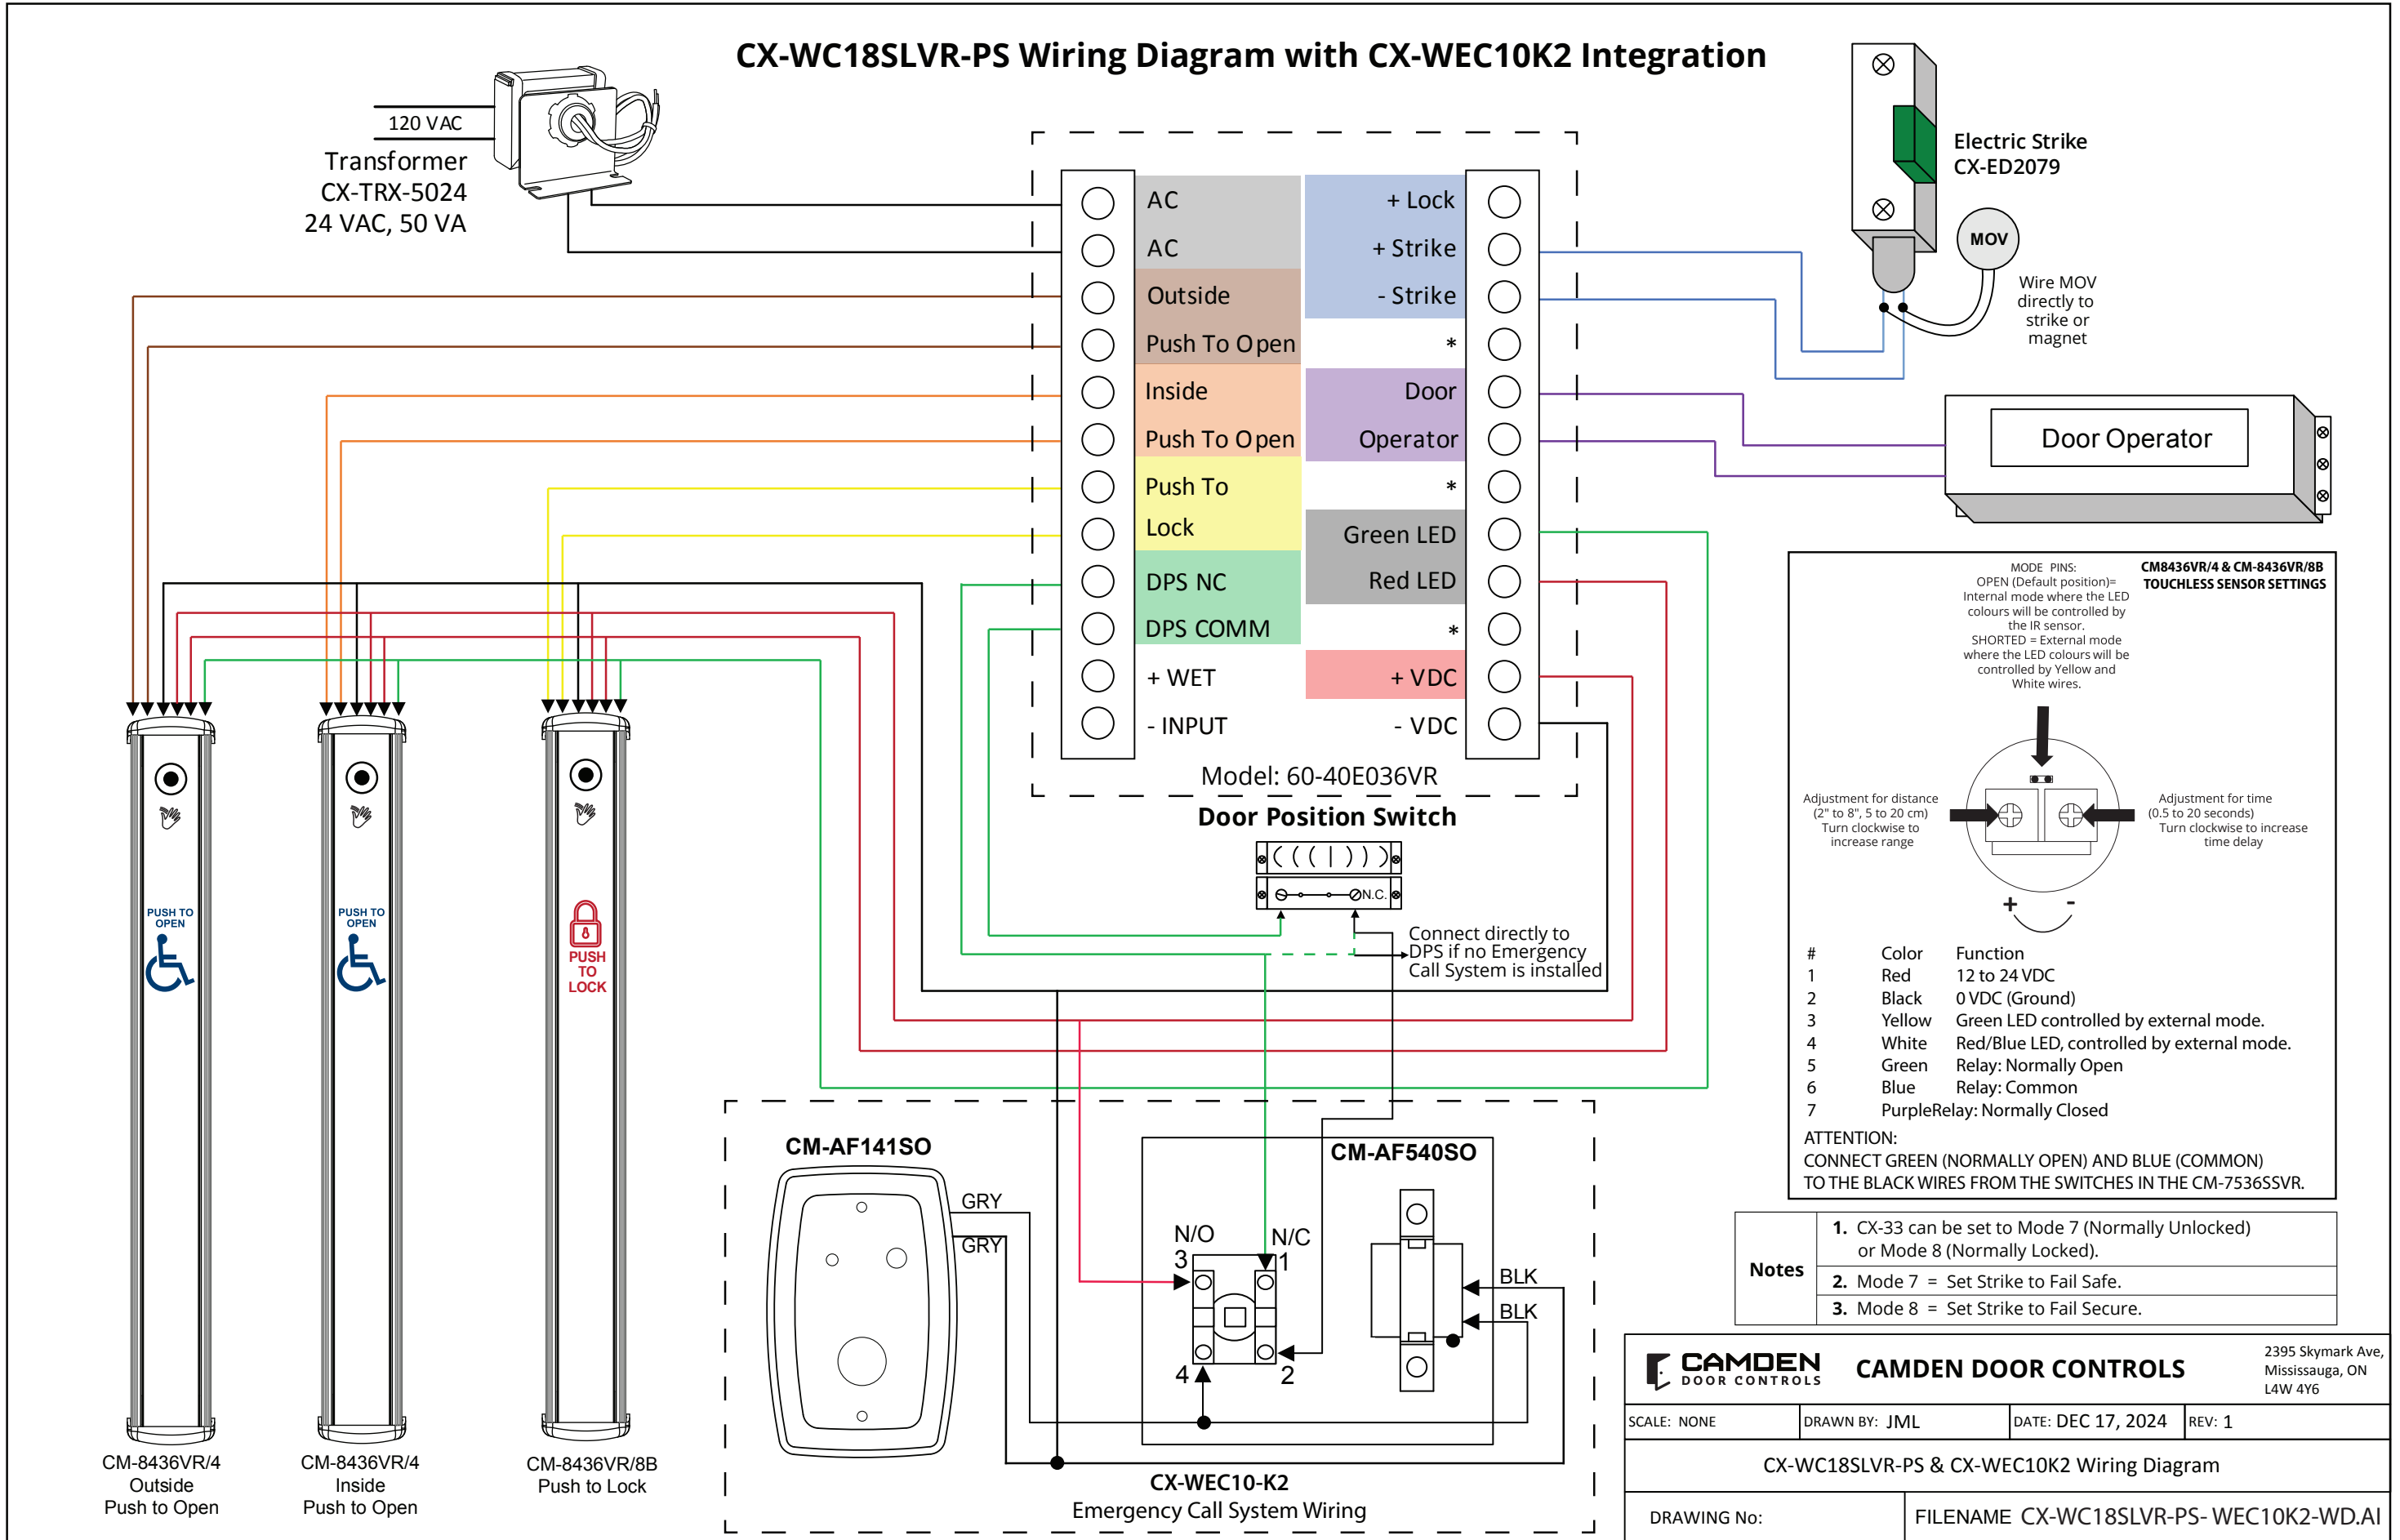 CX-WC18SLVR-PS Wiring Diagram with CX-WEC10K2 Integration
120 VAC
Transformer
CX-TRX-5024
24 VAC, 50 VA
AC
AC
Outside
Push To Open
Inside
Push To Open
Push To
Lock
DPS NC
DPS COMM
+ WET
- INPUT
+ Lock
+ Strike
- Strike
*
Door
Operator
*
Green LED
Red LED
*
+ VDC
- VDC
Model: 60-40E036VR
Electric Strike
CX-ED2079
MOV
Wire MOV
directly to
strike or
magnet
Door Operator
Door Position Switch
N.C.
Connect directly to
DPS if no Emergency
Call System is installed
PUSH TO
OPEN
PUSH TO
OPEN
PUSH
TO
LOCK
CM-8436VR/4
Outside
Push to Open
CM-8436VR/4
Inside
Push to Open
CM-8436VR/8B
Push to Lock
CM8436VR/4 & CM-8436VR/8B
TOUCHLESS SENSOR SETTINGS
MODE PINS:
OPEN (Default position)=
Internal mode where the LED
colours will be controlled by
the IR sensor.
SHORTED = External mode
where the LED colours will be
controlled by Yellow and
White wires.
Adjustment for distance
(2" to 8", 5 to 20 cm)
Turn clockwise to
increase range
Adjustment for time
(0.5 to 20 seconds)
Turn clockwise to increase
time delay
+ -
# Color Function
1 Red 12 to 24 VDC
2 Black 0 VDC (Ground)
3 Yellow Green LED controlled by external mode.
4 White Red/Blue LED, controlled by external mode.
5 Green Relay: Normally Open
6 Blue Relay: Common
7 PurpleRelay: Normally Closed
ATTENTION:
CONNECT GREEN (NORMALLY OPEN) AND BLUE (COMMON)
TO THE BLACK WIRES FROM THE SWITCHES IN THE CM-7536SSVR.
CM-AF141SO
GRY
GRY
CM-AF540SO
N/O
3
N/C
1
4
2
BLK
BLK
CX-WEC10-K2
Emergency Call System Wiring
Notes
1. CX-33 can be set to Mode 7 (Normally Unlocked)
or Mode 8 (Normally Locked).
2. Mode 7 = Set Strike to Fail Safe.
3. Mode 8 = Set Strike to Fail Secure.
CAMDEN
DOOR CONTROLS
CAMDEN DOOR CONTROLS
2395 Skymark Ave,
Mississauga, ON
L4W 4Y6
SCALE: NONE
DRAWN BY: JML
DATE: DEC 17, 2024
REV: 1
CX-WC18SLVR-PS & CX-WEC10K2 Wiring Diagram
DRAWING No:
FILENAME CX-WC18SLVR-PS- WEC10K2-WD.AI